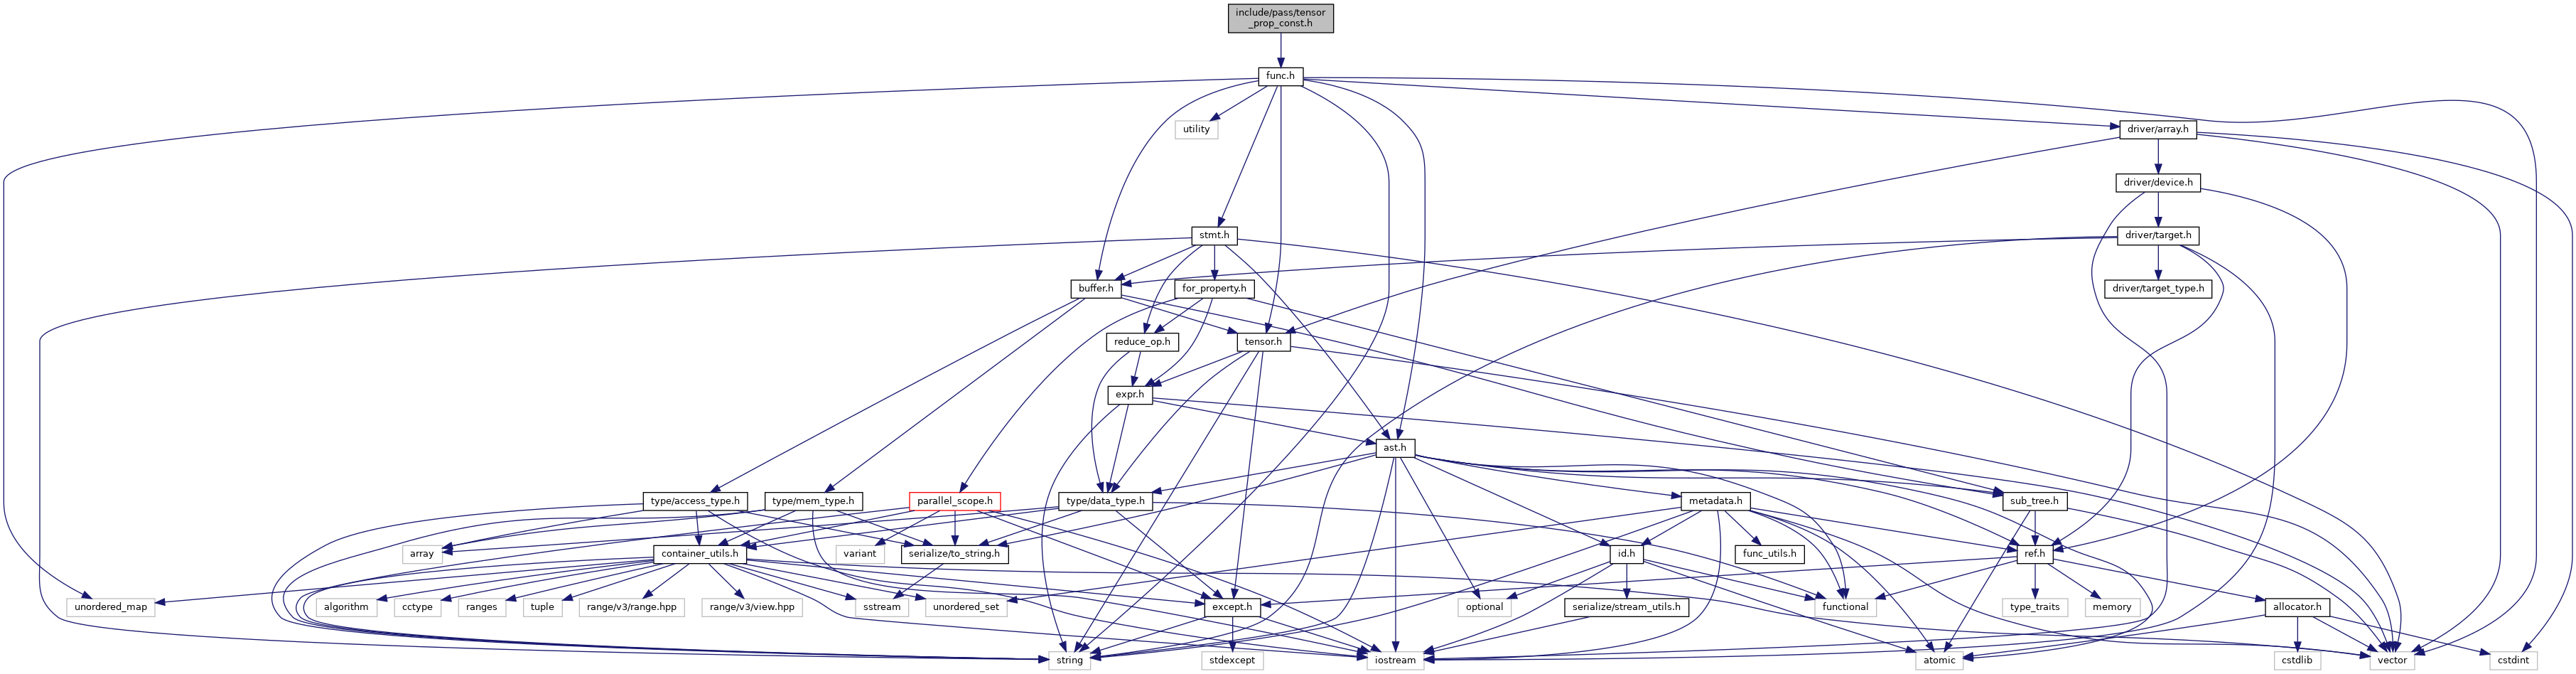 include/pass/tensor
_prop_const.h
func.h
utility
driver/array.h
driver/device.h
stmt.h
driver/target.h
buffer.h
for_property.h
driver/target_type.h
reduce_op.h
tensor.h
expr.h
ast.h
type/access_type.h
type/mem_type.h
parallel_scope.h
type/data_type.h
metadata.h
sub_tree.h
array
container_utils.h
variant
serialize/to_string.h
id.h
func_utils.h
ref.h
unordered_map
algorithm
cctype
ranges
tuple
range/v3/range.hpp
range/v3/view.hpp
sstream
unordered_set
except.h
optional
serialize/stream_utils.h
functional
type_traits
memory
allocator.h
string
stdexcept
iostream
atomic
cstdlib
vector
cstdint